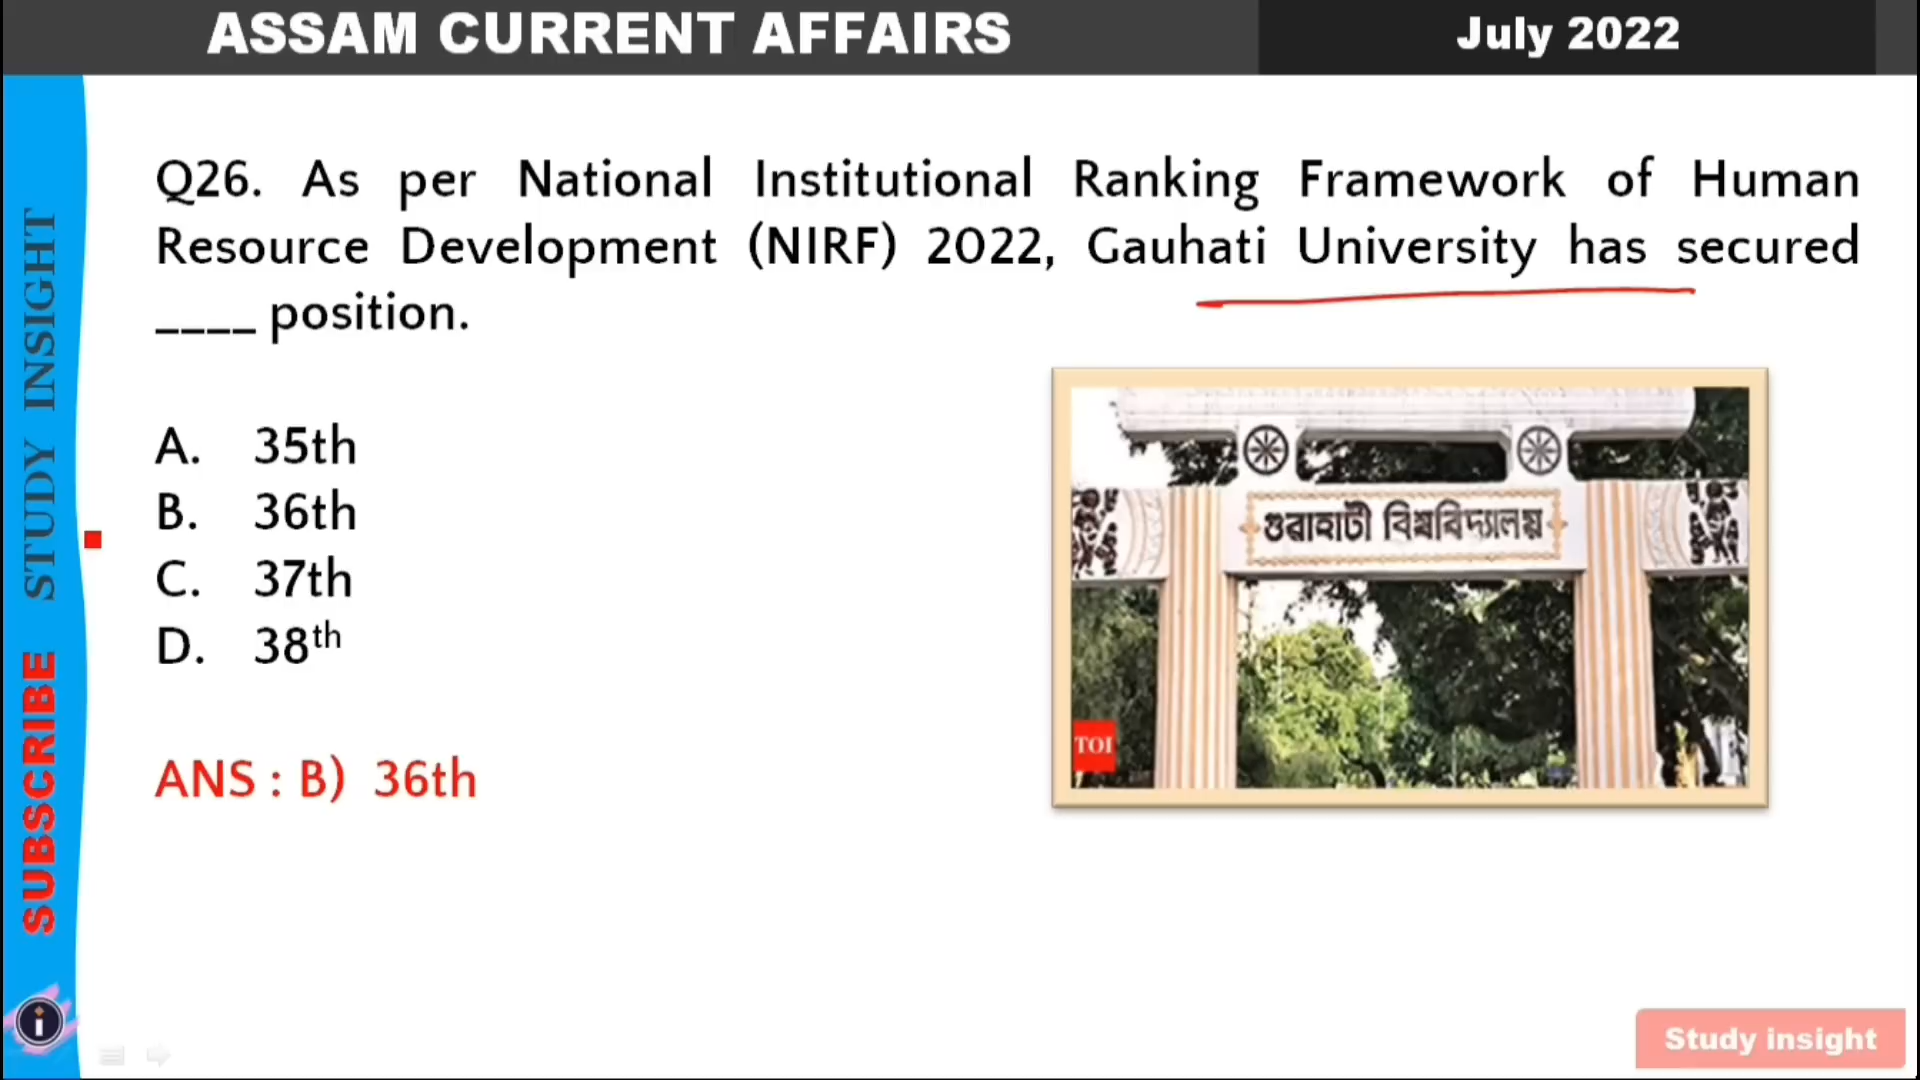 ASSAM CURRENT AFFAIRS
July 2022
Q26. As per National Institutional Ranking Framework of Human
Resource Development (NIRF) 2022, Gauhati University has secured
____ position.
A. 35th
B. 36th
C. 37th
D. 38th
ANS : B) 36th
গুৱাহাটী বিশ্ববিদ্যালয়
TOI
SUBSCRIBE STUDY INSIGHT
i
Study insight